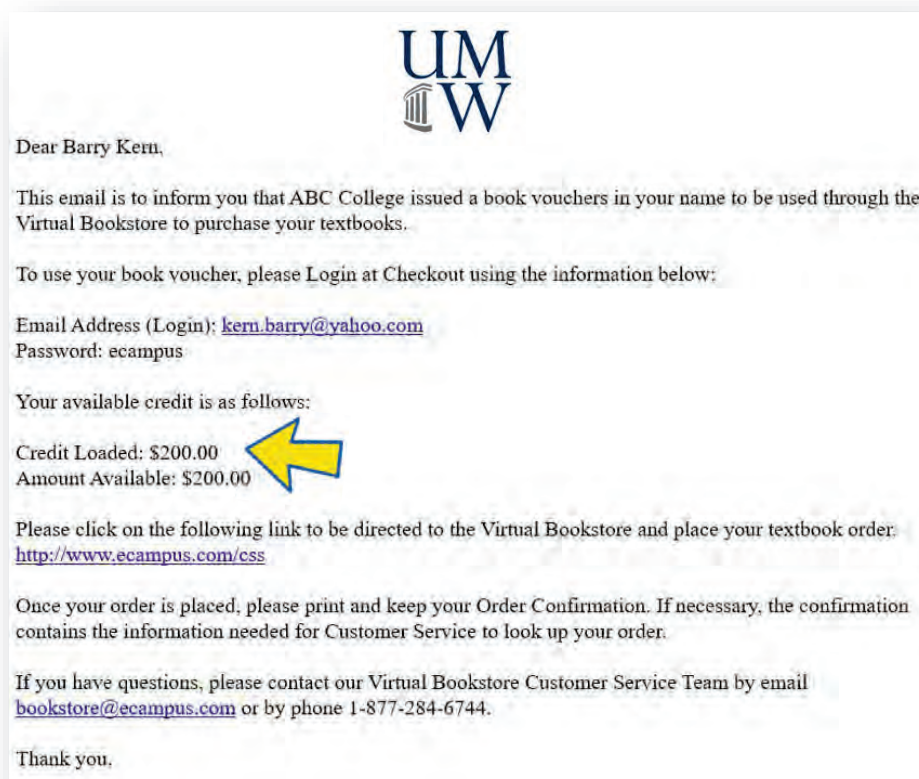 UM
W
Dear Barry Kern,
This email is to inform you that ABC College issued a book vouchers in your name to be used through the
Virtual Bookstore to purchase your textbooks.
To use your book voucher, please Login at Checkout using the information below:
Email Address (Login): kern.barry@yahoo.com
Password: ecampus
Your available credit is as follows:
Credit Loaded: $200.00
Amount Available: $200.00
Please click on the following link to be directed to the Virtual Bookstore and place your textbook order.
http://www.ecampus.com/css
Once your order is placed, please print and keep your Order Confirmation. If necessary, the confirmation
contains the information needed for Customer Service to look up your order.
If you have questions, please contact our Virtual Bookstore Customer Service Team by email
bookstore@ecampus.com or by phone 1-877-284-6744.
Thank you,